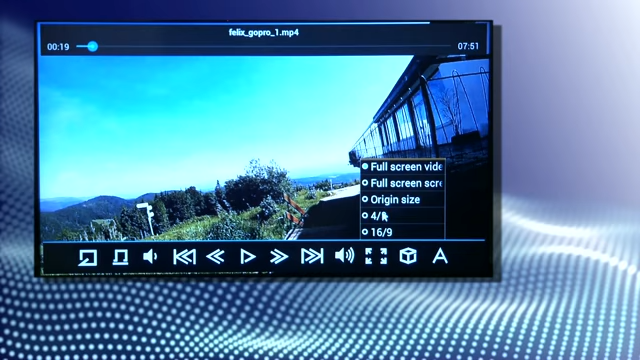 felix_gopro_1.mp4
00:19
07:51
Full screen vide
Full screen scre
Origin size
4/
16/9
A